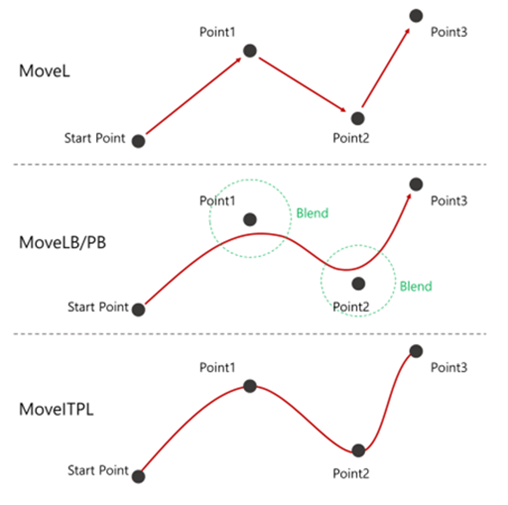 Point1
Point3
MoveL
Start Point
Point2
Point1
Point3
Blend
MoveLB/PB
Blend
Start Point
Point2
Point1
Point3
MoveITPL
Start Point
Point2